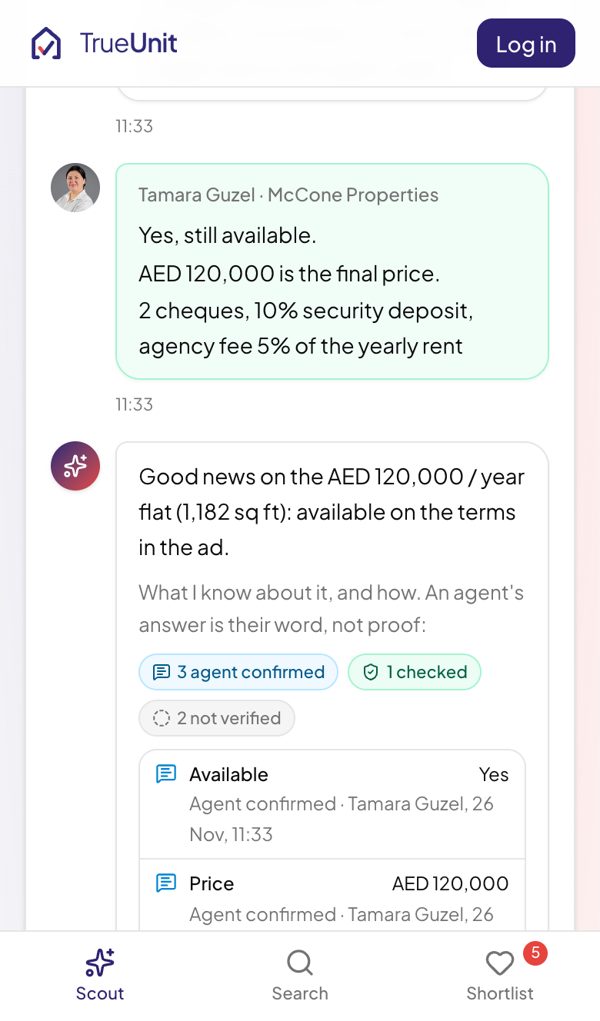 TrueUnit
Log in
11:33
Tamara Guzel · McCone Properties
Yes, still available.
AED 120,000 is the final price.
2 cheques, 10% security deposit,
agency fee 5% of the yearly rent
11:33
Good news on the AED 120,000 / year
flat (1,182 sq ft): available on the terms
in the ad.
What I know about it, and how. An agent's
answer is their word, not proof:
3 agent confirmed
1 checked
2 not verified
Available Yes
Agent confirmed · Tamara Guzel, 26
Nov, 11:33
Price AED 120,000
Agent confirmed · Tamara Guzel, 26
5
Scout Search Shortlist